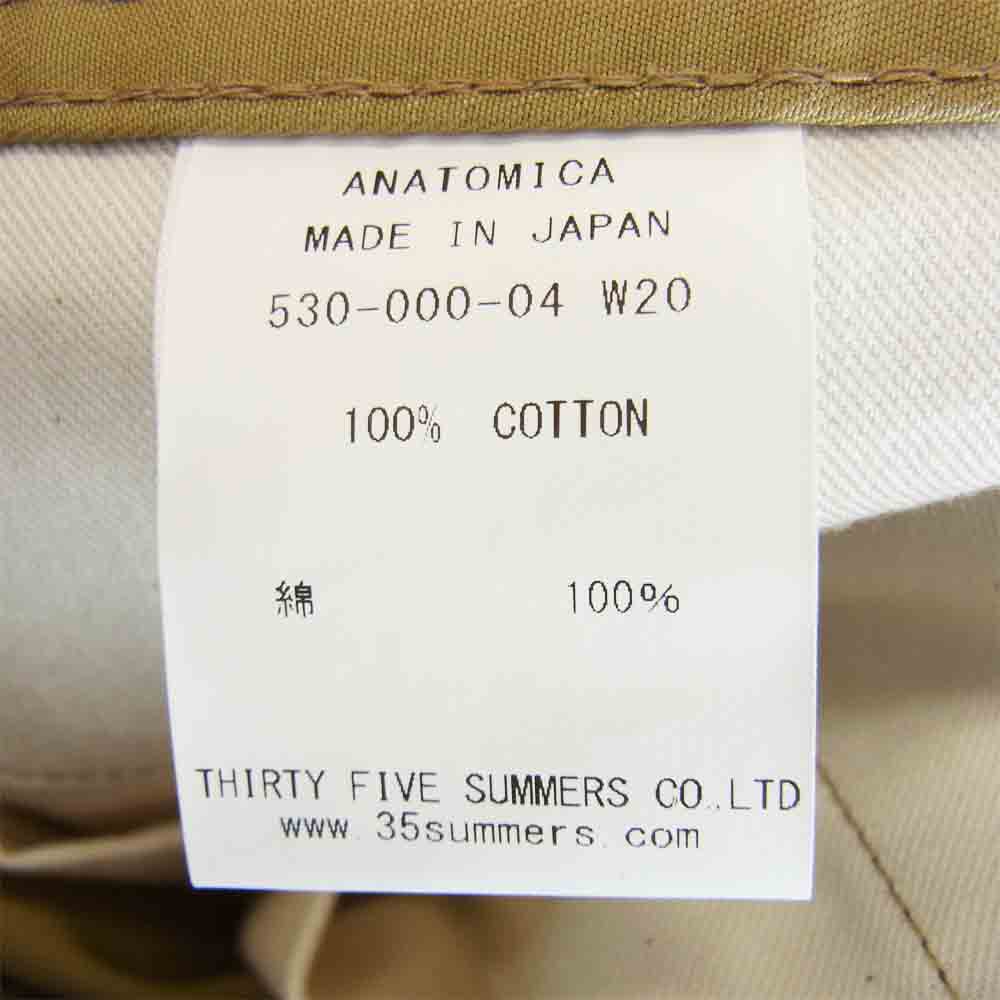 ANATOMICA
MADE IN JAPAN
530-000-04 W20
100% COTTON
綿 100%
THIRTY FIVE SUMMERS CO.,LTD
www.35summers.com